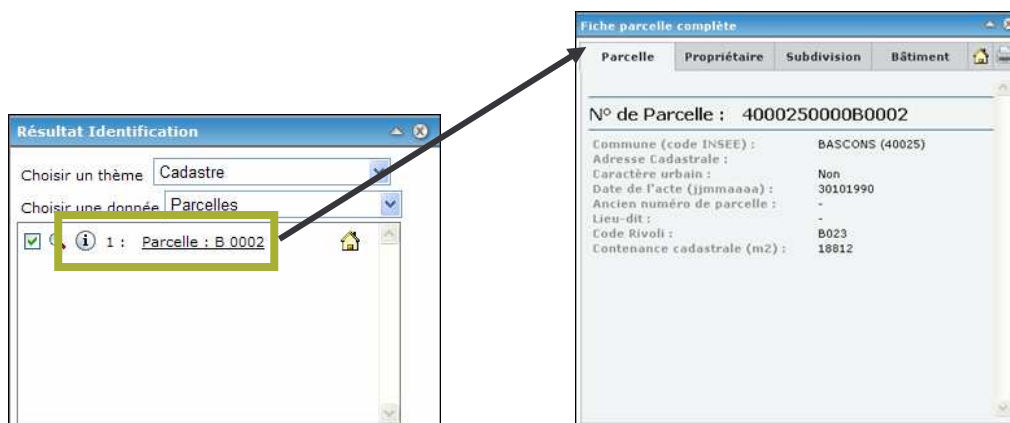 Résultat Identification
Choisir un thème Cadastre
Choisir une donnée Parcelles
1 : Parcelle : B 0002
Fiche parcelle complète
Parcelle Propriétaire Subdivision Bâtiment
N° de Parcelle : 4000250000B0002
Commune (code INSEE) : BASCONS (40025)
Adresse Cadastrale :
Caractère urbain : Non
Date de l'acte (jjmmaaaa) : 30101990
Ancien numéro de parcelle : -
Lieu-dit : -
Code Rivoli : B023
Contenance cadastrale (m2) : 18812